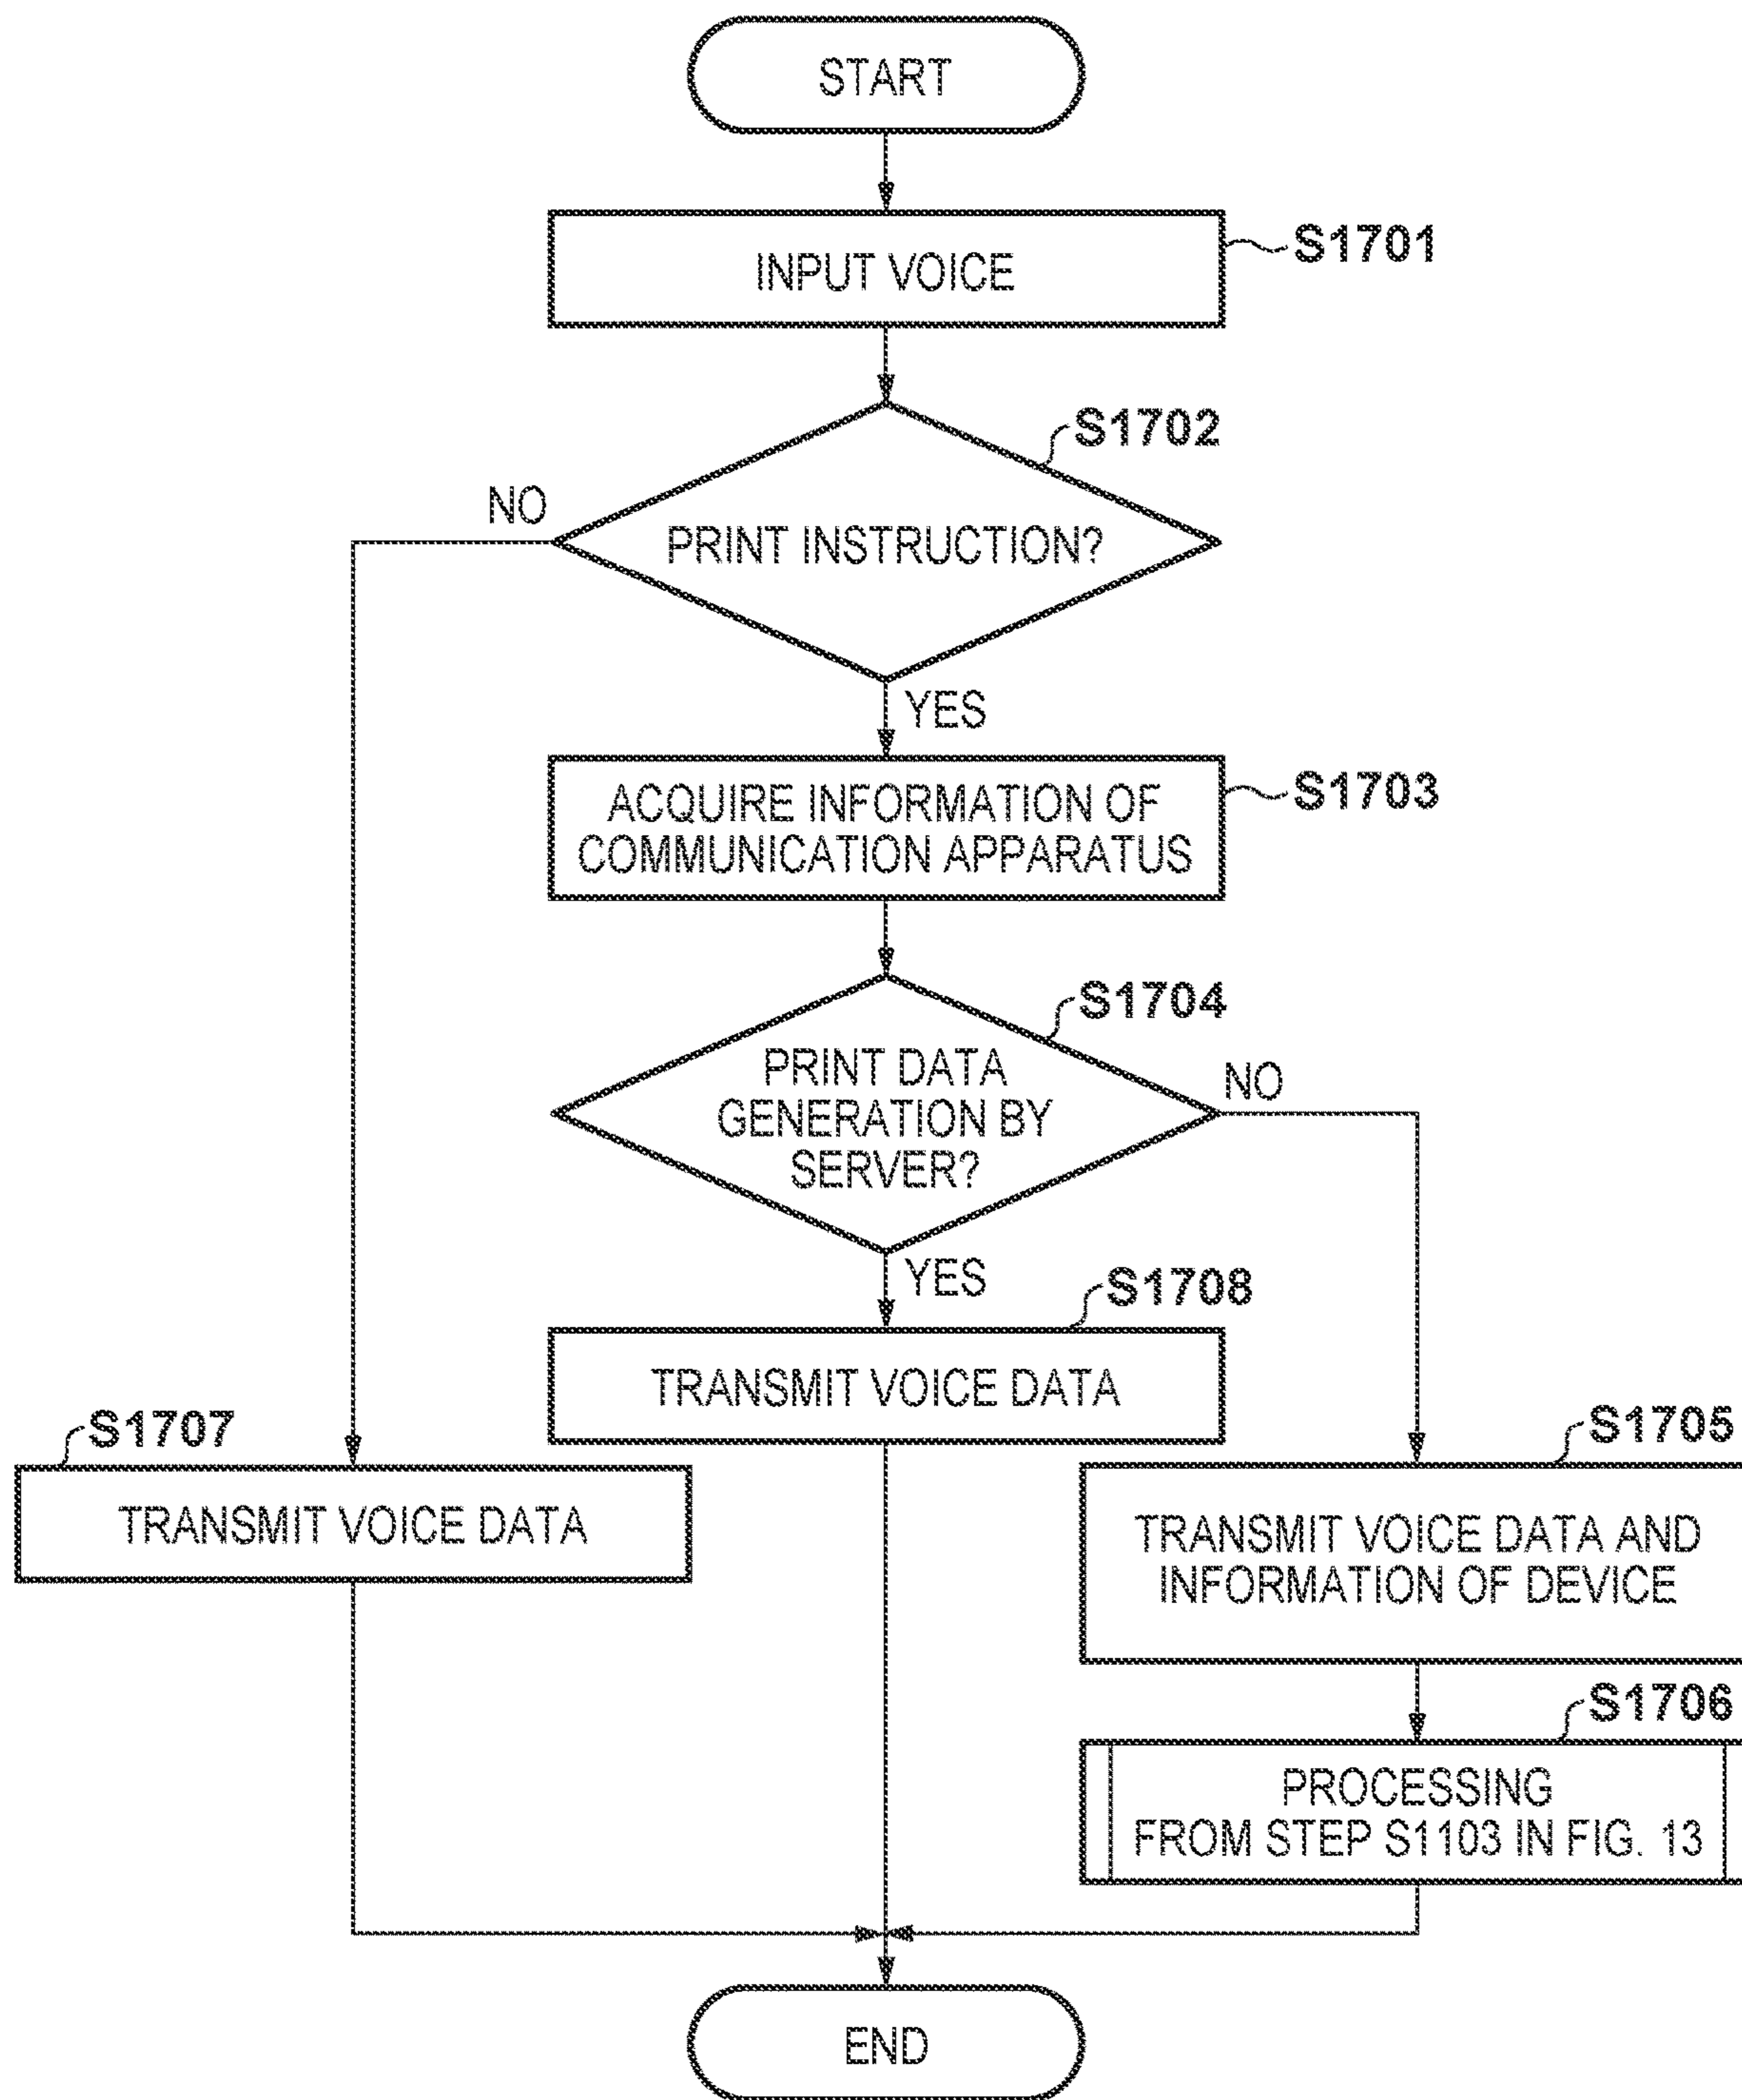 START
INPUT VOICE
S1701
S1702
NO
PRINT INSTRUCTION?
YES
ACQUIRE INFORMATION OF
COMMUNICATION APPARATUS
S1703
S1704
PRINT DATA
GENERATION BY
SERVER?
NO
YES
S1708
TRANSMIT VOICE DATA
S1707
TRANSMIT VOICE DATA
S1705
TRANSMIT VOICE DATA AND
INFORMATION OF DEVICE
S1706
PROCESSING
FROM STEP S1103 IN FIG. 13
END